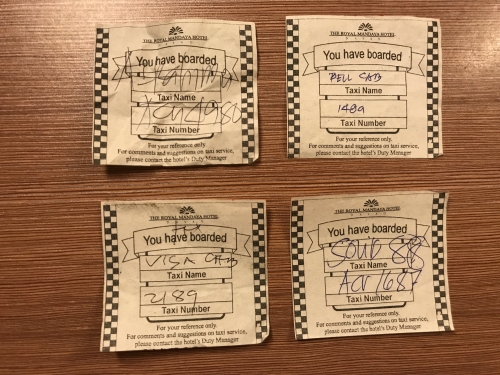 THE ROYAL MANDAYA HOTEL
DAVAO
You have boarded
Taxi Name
Taxi Number
For your reference only.
For comments and suggestions on taxi service,
please contact the hotel's Duty Manager
THE ROYAL MANDAYA HOTEL
DAVAO
You have boarded
BELL CAB
Taxi Name
1489
Taxi Number
For your reference only.
For comments and suggestions on taxi service,
please contact the hotel's Duty Manager
THE ROYAL MANDAYA HOTEL
You have boarded
VISA CAB
Taxi Name
2189
Taxi Number
For your reference only.
For comments and suggestions on taxi service,
please contact the hotel's Duty Manager
THE ROYAL MANDAYA HOTEL
DAVAO
You have boarded
88
Taxi Name
1687
Taxi Number
For your reference only.
For comments and suggestions on taxi service,
please contact the hotel's Duty Manager